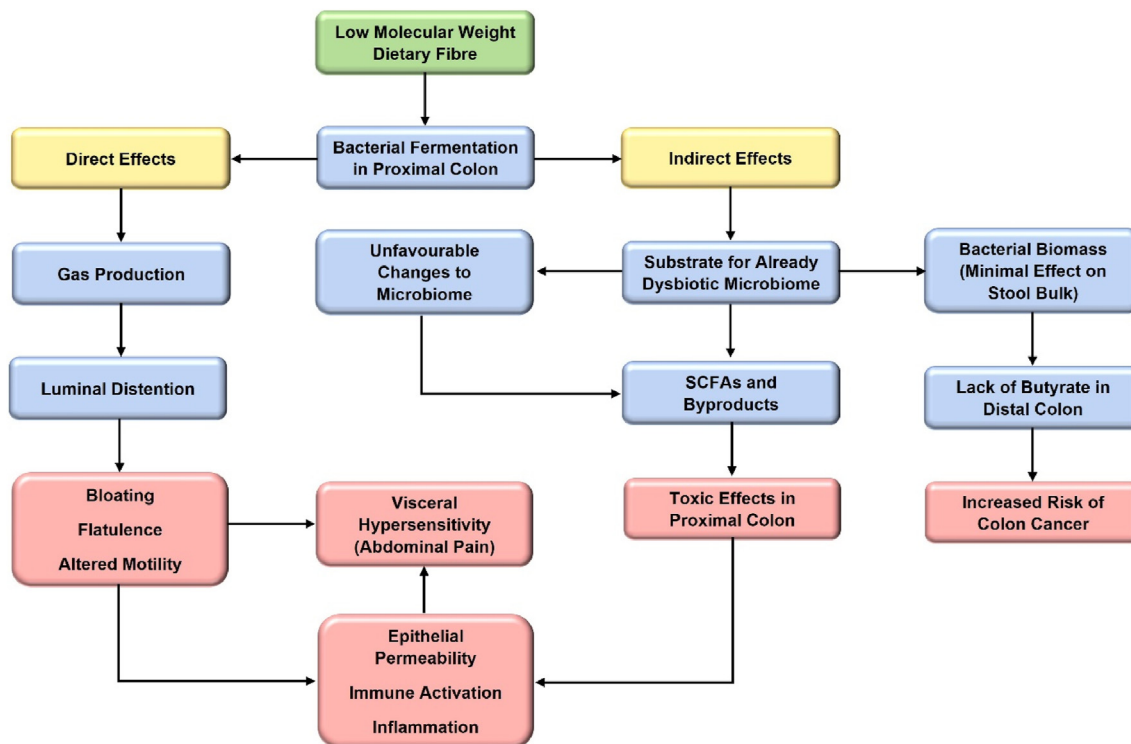 Low Molecular Weight
Dietary Fibre
Direct Effects
Bacterial Fermentation
in Proximal Colon
Indirect Effects
Gas Production
Unfavourable
Changes to
Microbiome
Substrate for Already
Dysbiotic Microbiome
Bacterial Biomass
(Minimal Effect on
Stool Bulk)
Luminal Distention
SCFAs and
Byproducts
Lack of Butyrate in
Distal Colon
Bloating
Flatulence
Altered Motility
Visceral
Hypersensitivity
(Abdominal Pain)
Toxic Effects in
Proximal Colon
Increased Risk of
Colon Cancer
Epithelial
Permeability
Immune Activation
Inflammation